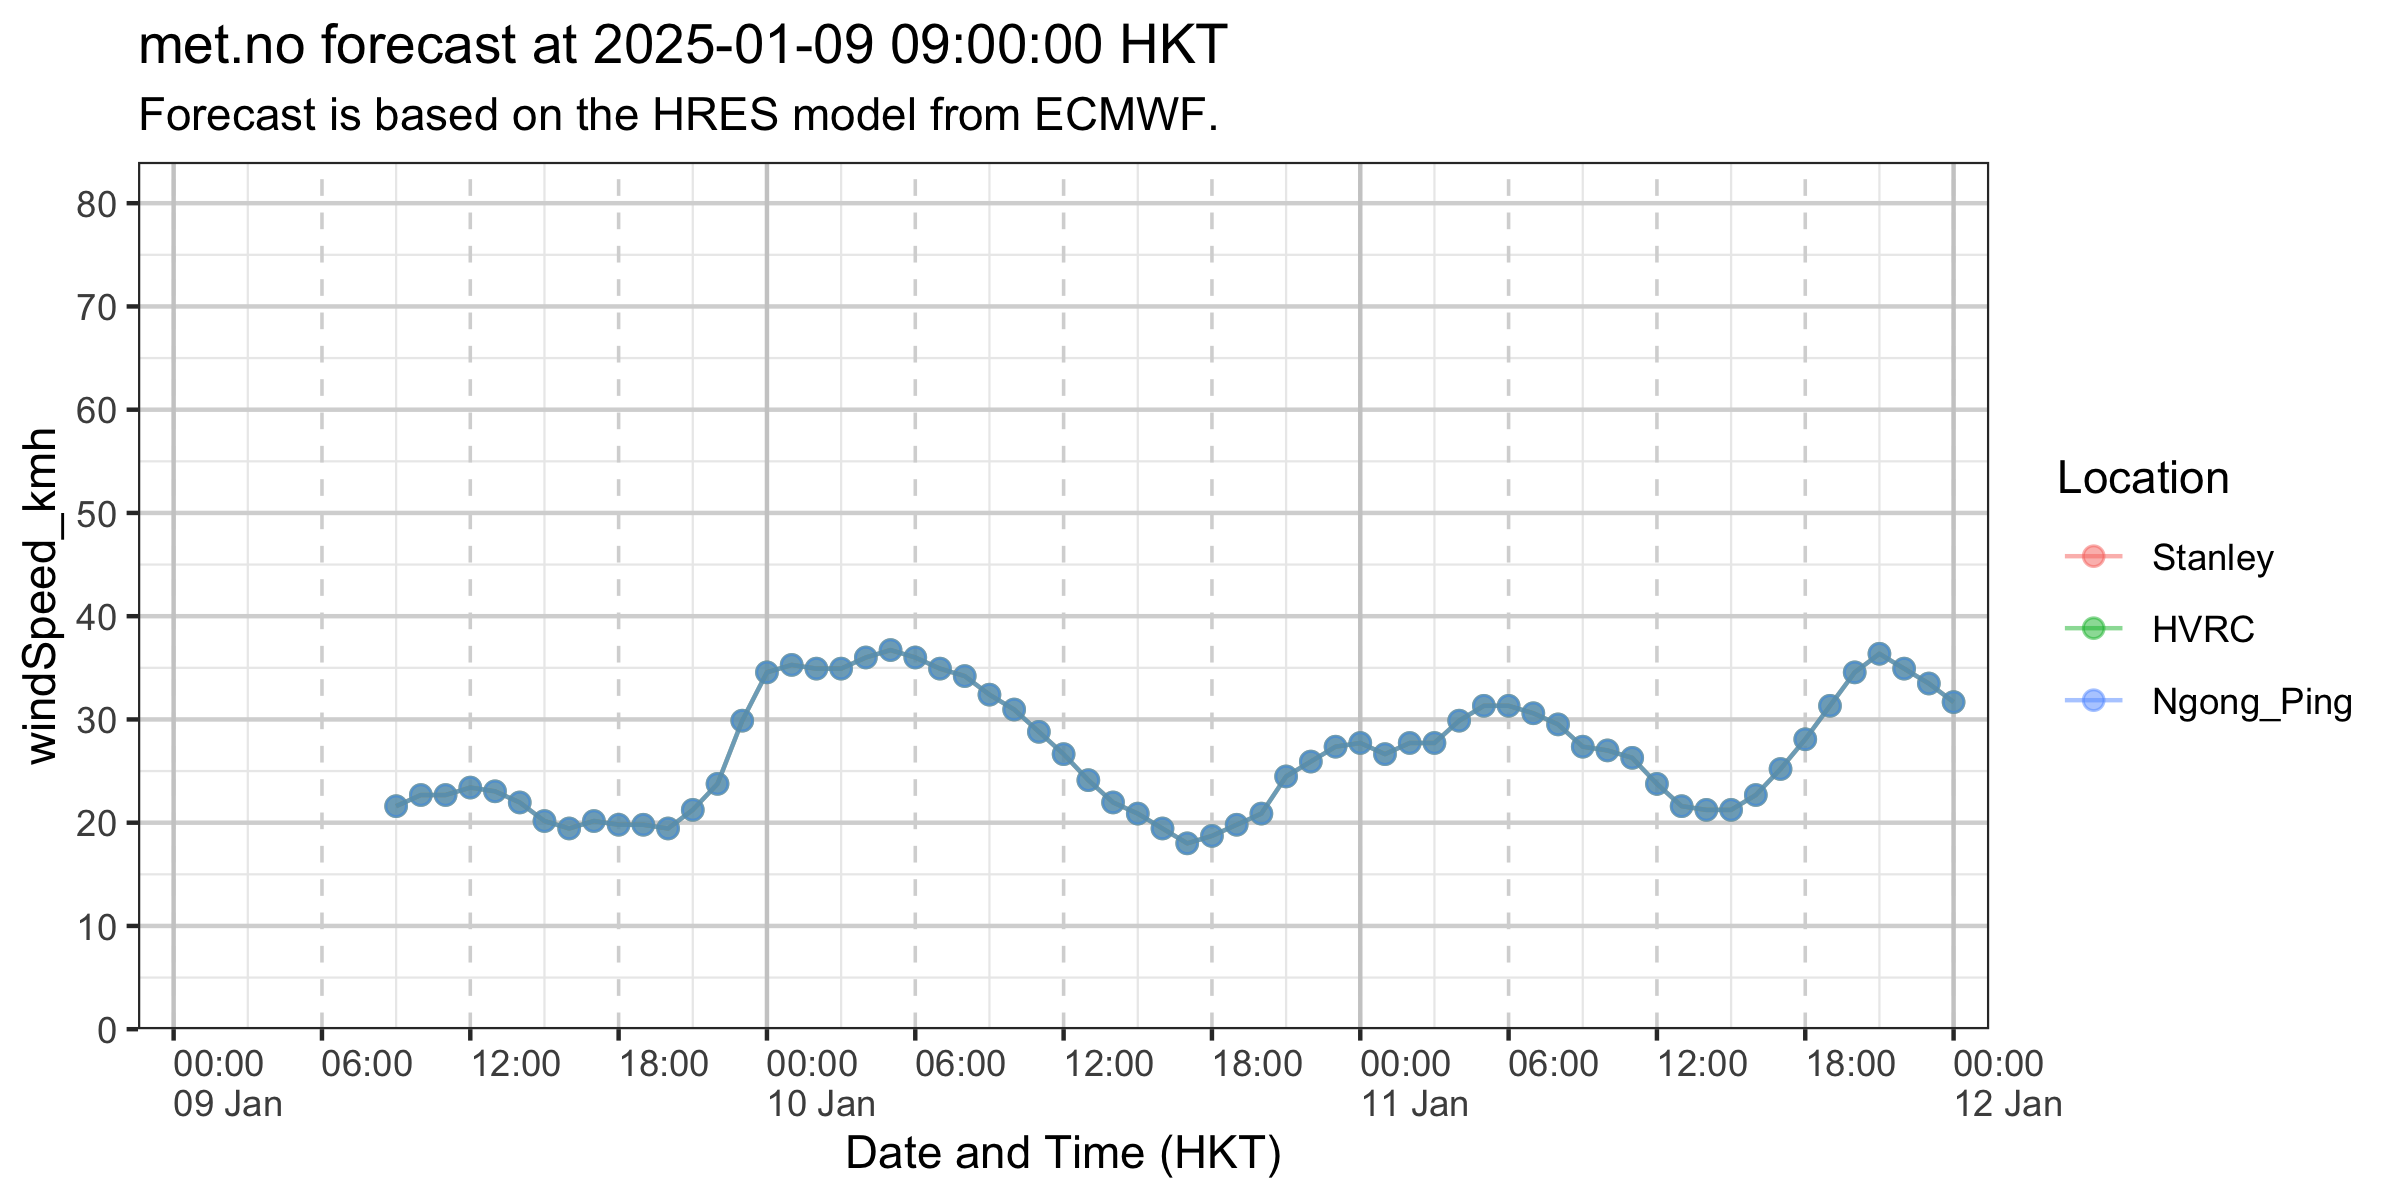 met.no forecast at 2025-01-09 09:00:00 HKT
Forecast is based on the HRES model from ECMWF.
windSpeed_kmh
80
70
60
50
40
30
20
10
0
00:00 06:00 12:00 18:00 00:00 06:00 12:00 18:00 00:00 06:00 12:00 18:00 00:00
09 Jan 10 Jan 11 Jan 12 Jan
Date and Time (HKT)
Location
Stanley
HVRC
Ngong_Ping